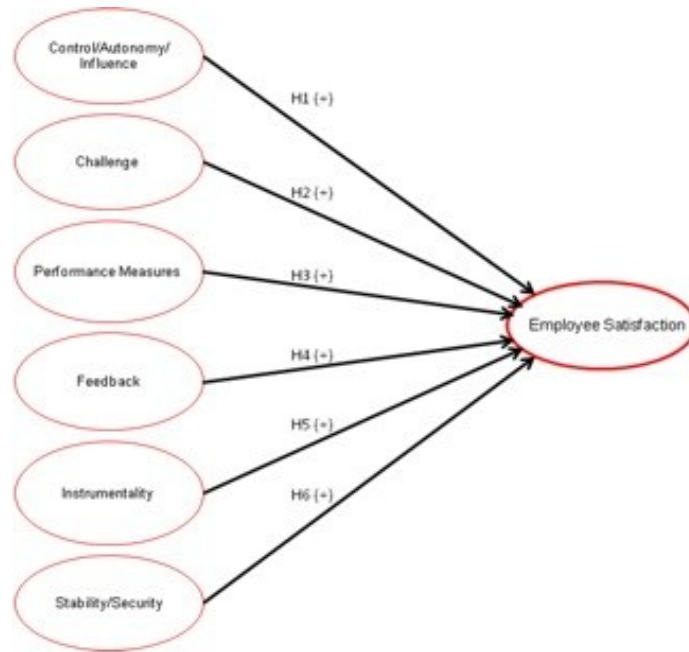 Control/Autonomy/
Influence
H1 (+)
Challenge
H2 (+)
Performance Measures
H3 (+)
Employee Satisfaction
Feedback
H4 (+)
Instrumentality
H5 (+)
Stability/Security
H6 (+)